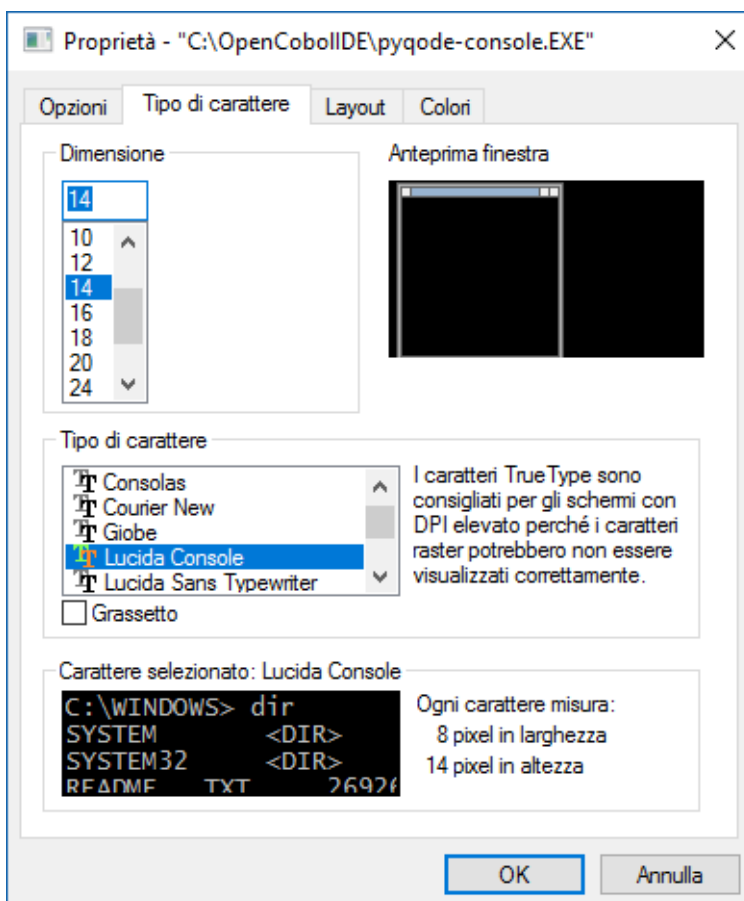 Proprietà - "C:\OpenCobolIDE\pyqode-console.EXE"
Opzioni
Tipo di carattere
Layout
Colori
Dimensione
14
10
12
14
16
18
20
24
Anteprima finestra
Tipo di carattere
Consolas
Courier New
Giobe
Lucida Console
Lucida Sans Typewriter
Grassetto
I caratteri TrueType sono
consigliati per gli schermi con
DPI elevato perché i caratteri
raster potrebbero non essere
visualizzati correttamente.
Carattere selezionato: Lucida Console
C:\WINDOWS> dir
SYSTEM <DIR>
SYSTEM32 <DIR>
README TXT 26926
Ogni carattere misura:
8 pixel in larghezza
14 pixel in altezza
OK
Annulla